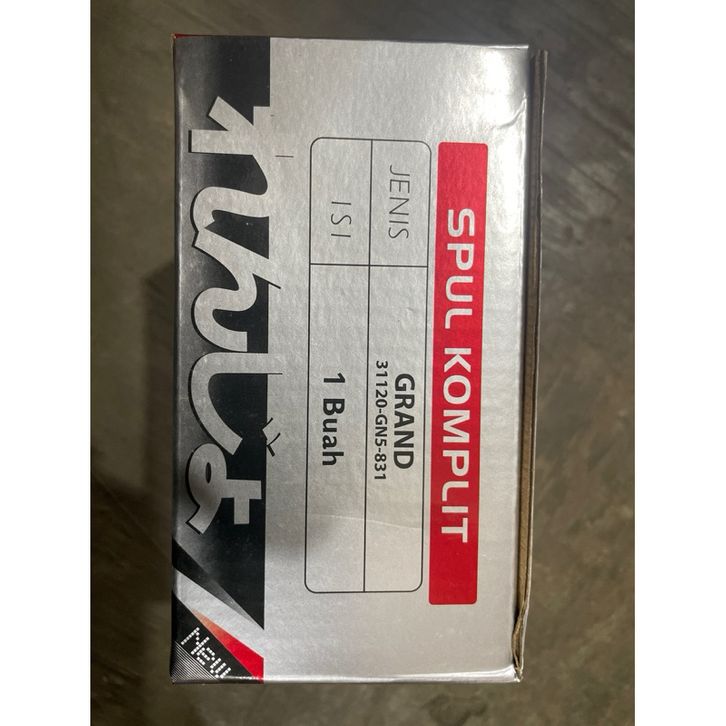 SPUL KOMPLIT
JENIS GRAND
31120-GN5-831
ISI 1 Buah
New